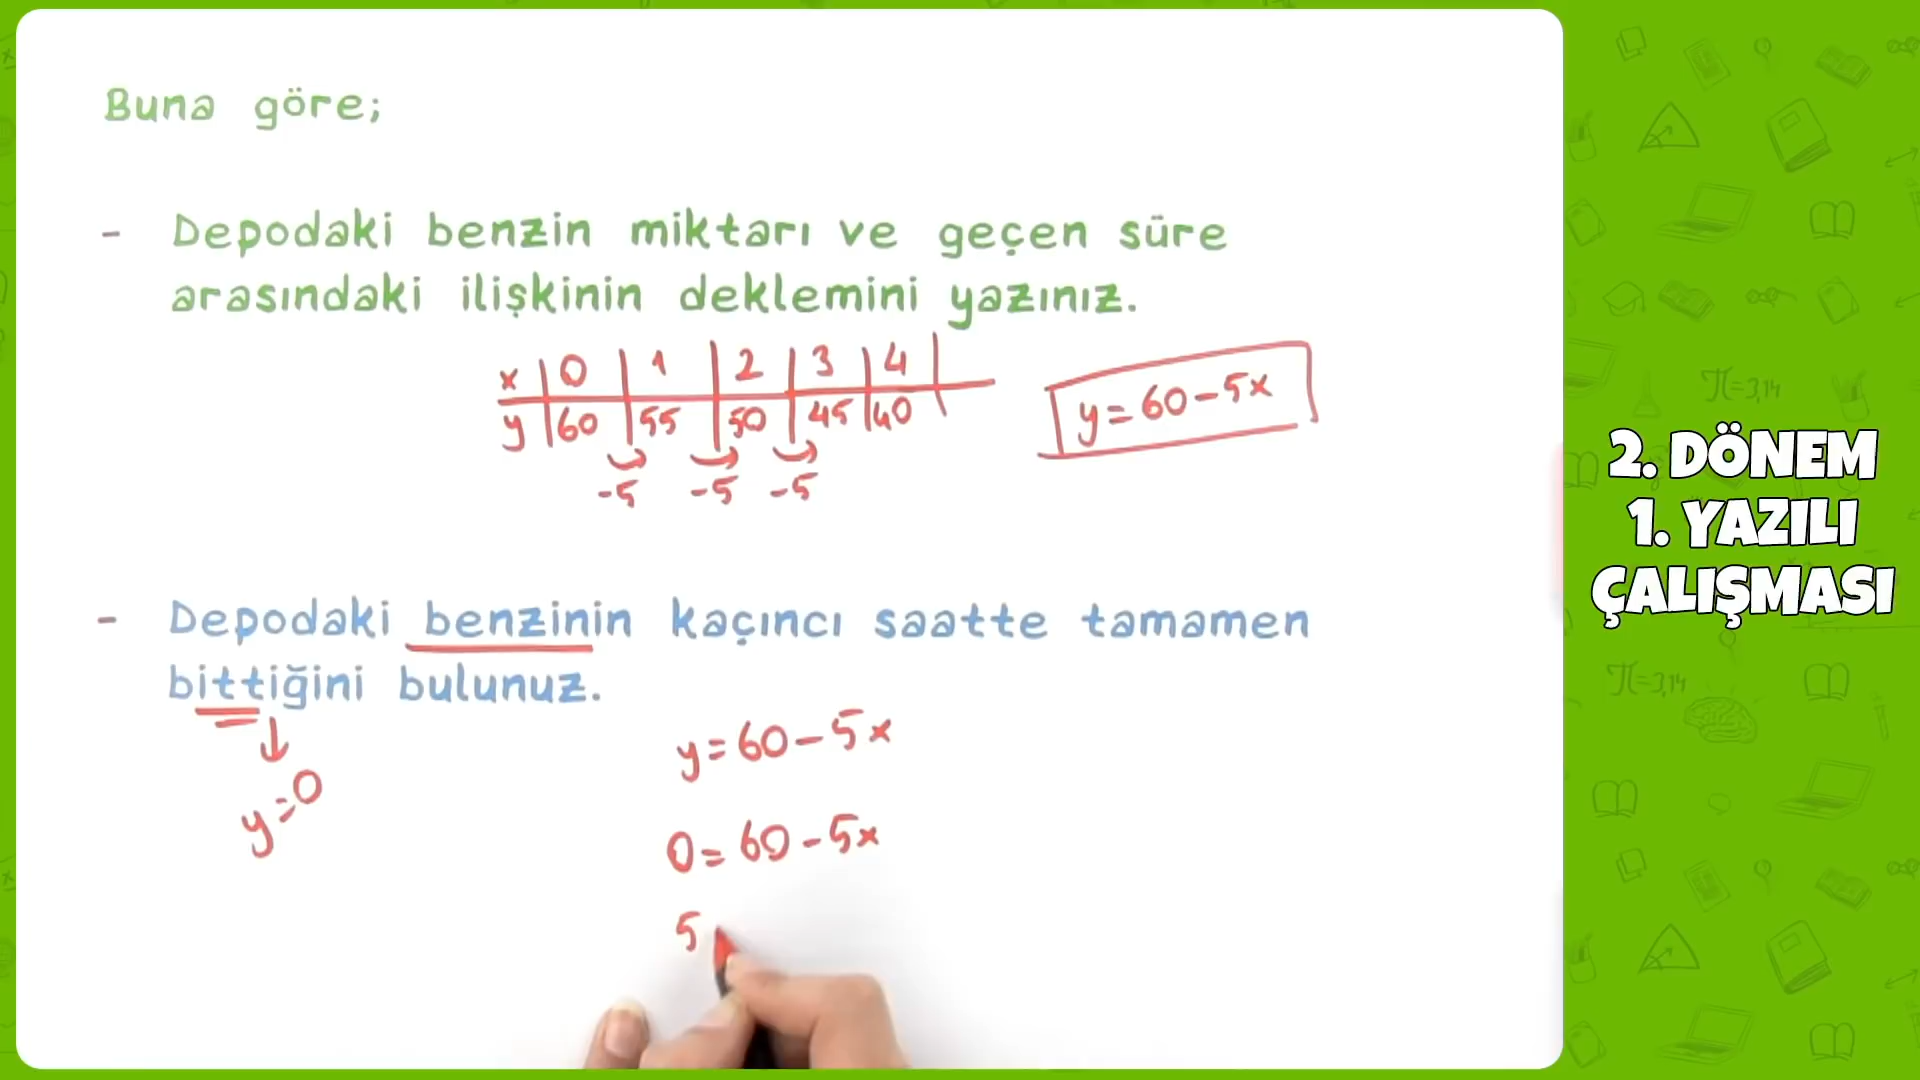 Buna göre;
- Depodaki benzin miktarı ve geçen süre
arasındaki ilişkinin deklemini yazınız.
x | 0 | 1 | 2 | 3 | 4 |
y | 60 | 55 | 50 | 45 | 40
-5 -5 -5
y=60-5x
- Depodaki benzinin kaçıncı saatte tamamen
bittiğini bulunuz.
↓
y=0
y=60-5x
0=60-5x
5
2. DÖNEM
1. YAZILI
ÇALIŞMASI
π=3,14
π=3,14